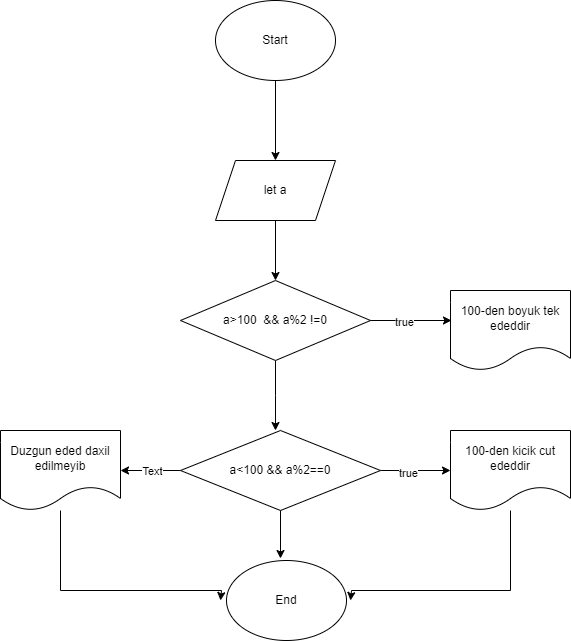 Start
let a
a>100 && a%2 !=0
true
100-den boyuk tek
ededdir
Duzgun eded daxil
edilmeyib
Text
a<100 && a%2==0
true
100-den kicik cut
ededdir
End